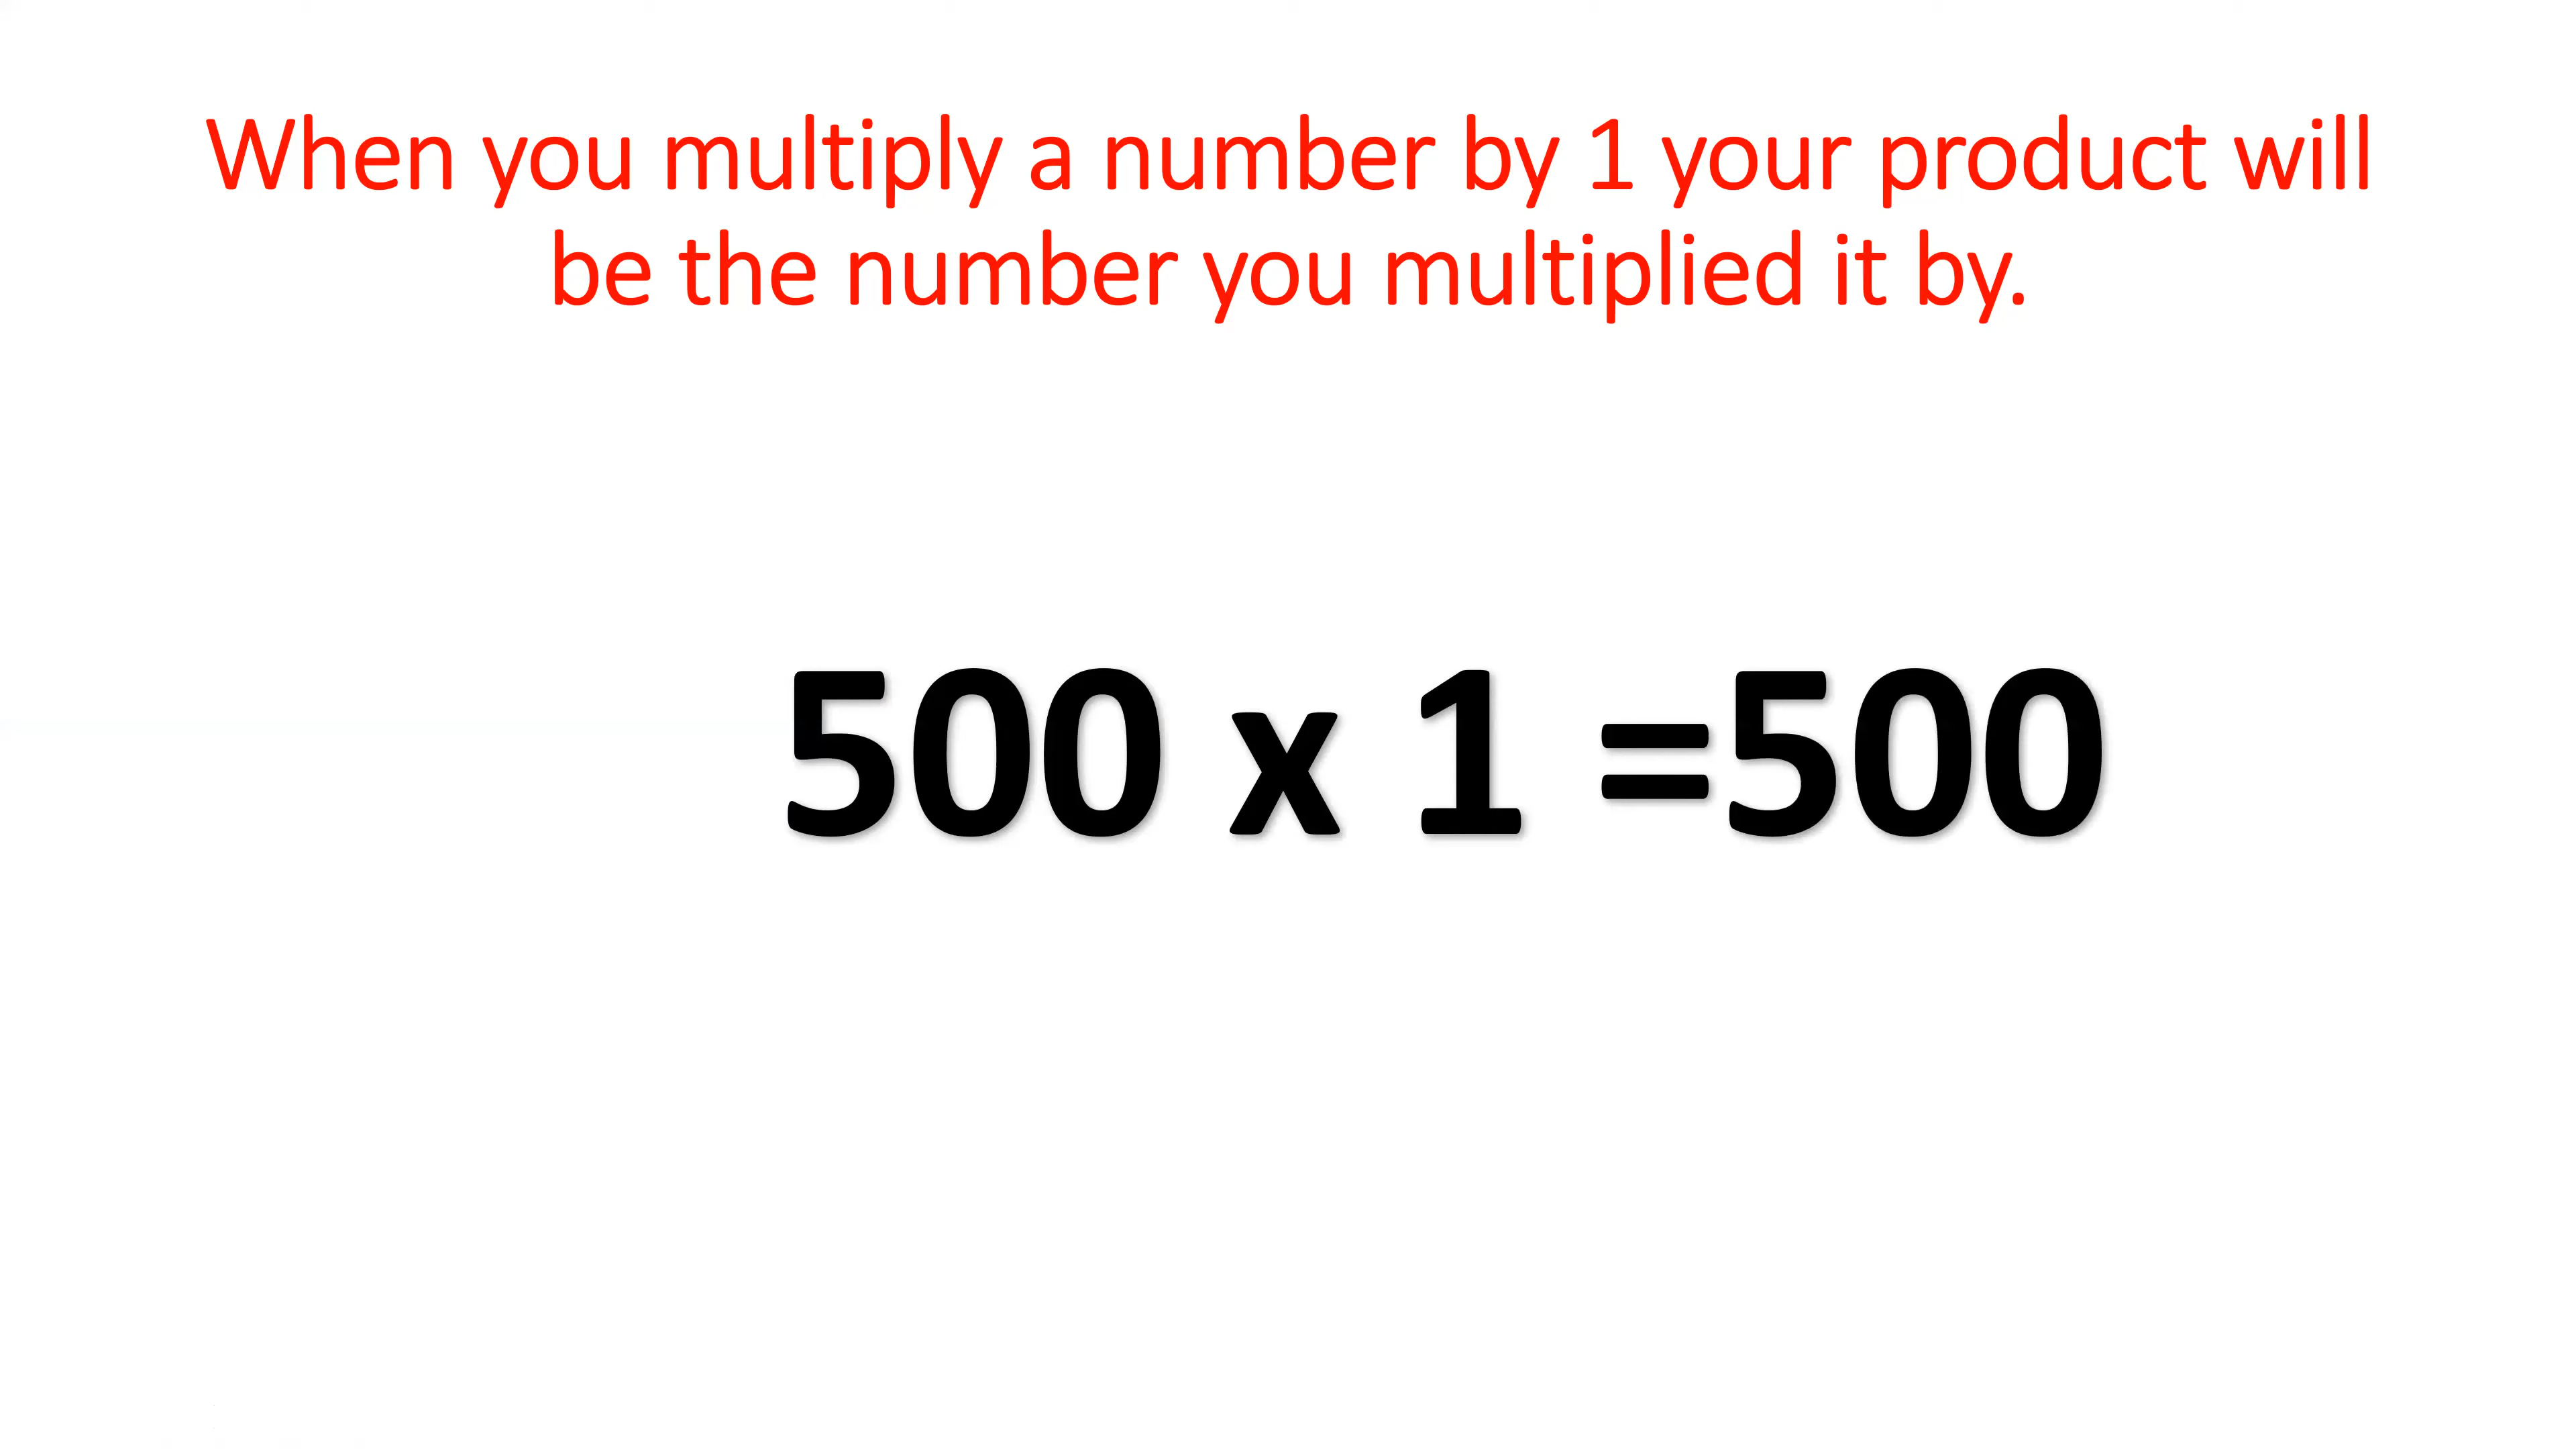 When you multiply a number by 1 your product will
be the number you multiplied it by.
500 x 1 =500